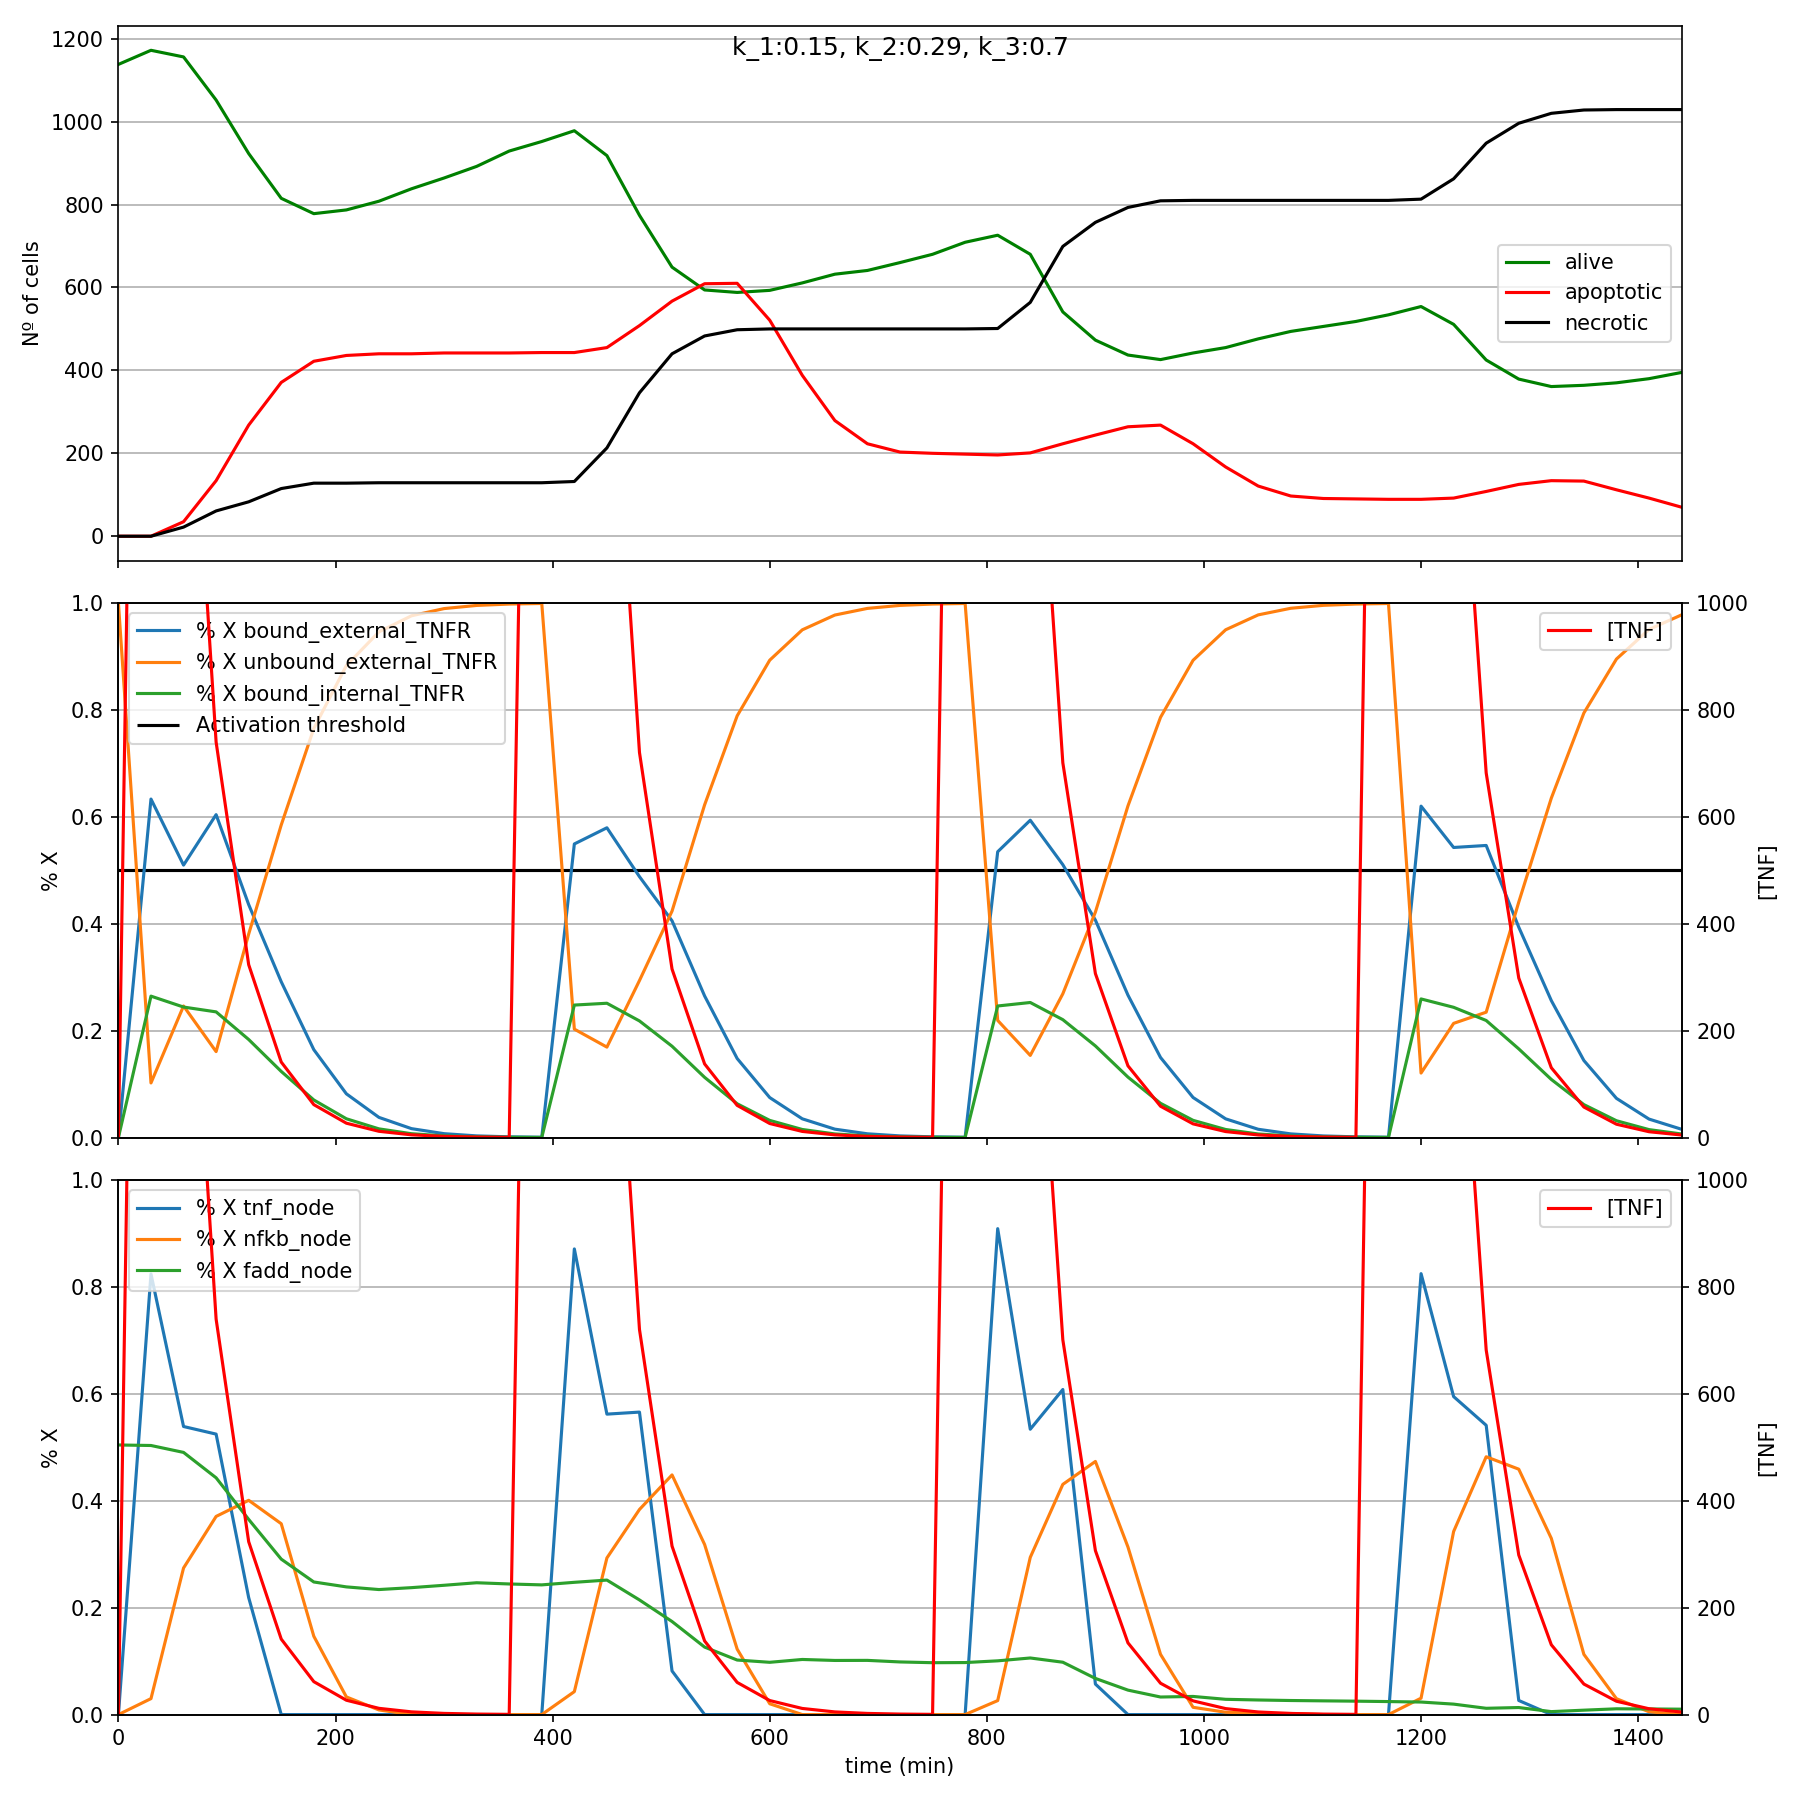 k_1:0.15, k_2:0.29, k_3:0.7
1200
1000
800
600
400
200
0
Nº of cells
alive
apoptotic
necrotic
1.0
0.8
0.6
0.4
0.2
0.0
% X
% X bound_external_TNFR
% X unbound_external_TNFR
% X bound_internal_TNFR
Activation threshold
[TNF]
1000
800
600
400
200
0
[TNF]
1.0
0.8
0.6
0.4
0.2
0.0
% X
% X tnf_node
% X nfkb_node
% X fadd_node
[TNF]
1000
800
600
400
200
0
[TNF]
0 200 400 600 800 1000 1200 1400
time (min)